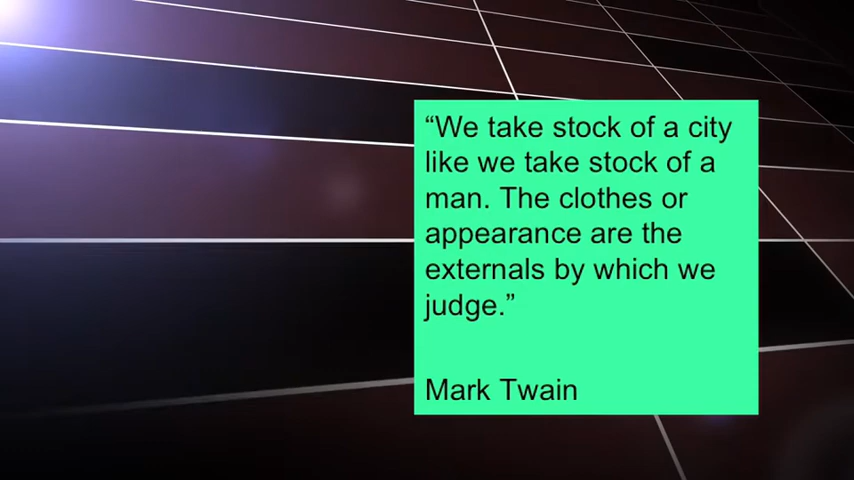 “We take stock of a city
like we take stock of a
man. The clothes or
appearance are the
externals by which we
judge.”
Mark Twain